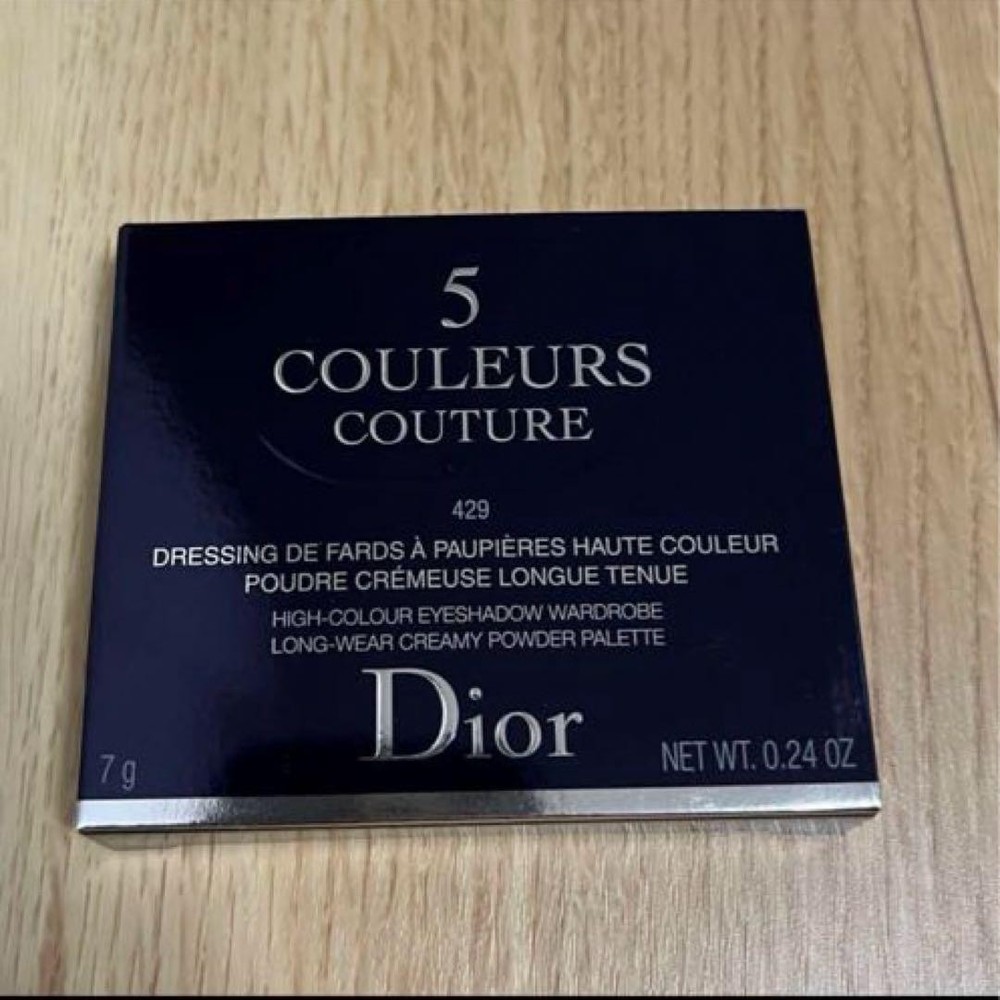 5
COULEURS
COUTURE
429
DRESSING DE FARDS À PAUPIÈRES HAUTE COULEUR
POUDRE CRÉMEUSE LONGUE TENUE
HIGH-COLOUR EYESHADOW WARDROBE
LONG-WEAR CREAMY POWDER PALETTE
Dior
7 g
NET WT. 0.24 OZ